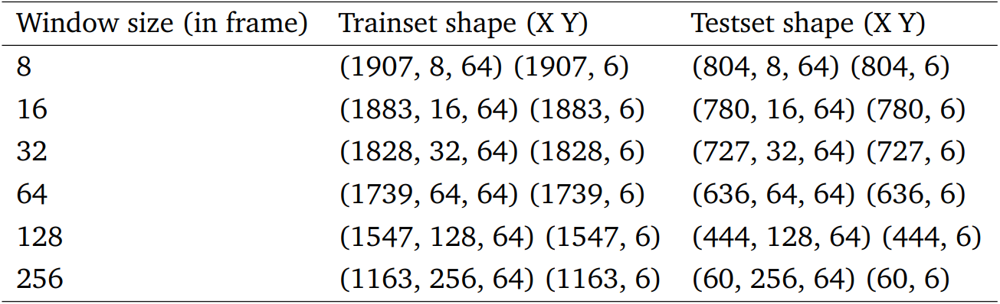 Window size (in frame) Trainset shape (X Y) Testset shape (X Y)
8 (1907, 8, 64) (1907, 6) (804, 8, 64) (804, 6)
16 (1883, 16, 64) (1883, 6) (780, 16, 64) (780, 6)
32 (1828, 32, 64) (1828, 6) (727, 32, 64) (727, 6)
64 (1739, 64, 64) (1739, 6) (636, 64, 64) (636, 6)
128 (1547, 128, 64) (1547, 6) (444, 128, 64) (444, 6)
256 (1163, 256, 64) (1163, 6) (60, 256, 64) (60, 6)